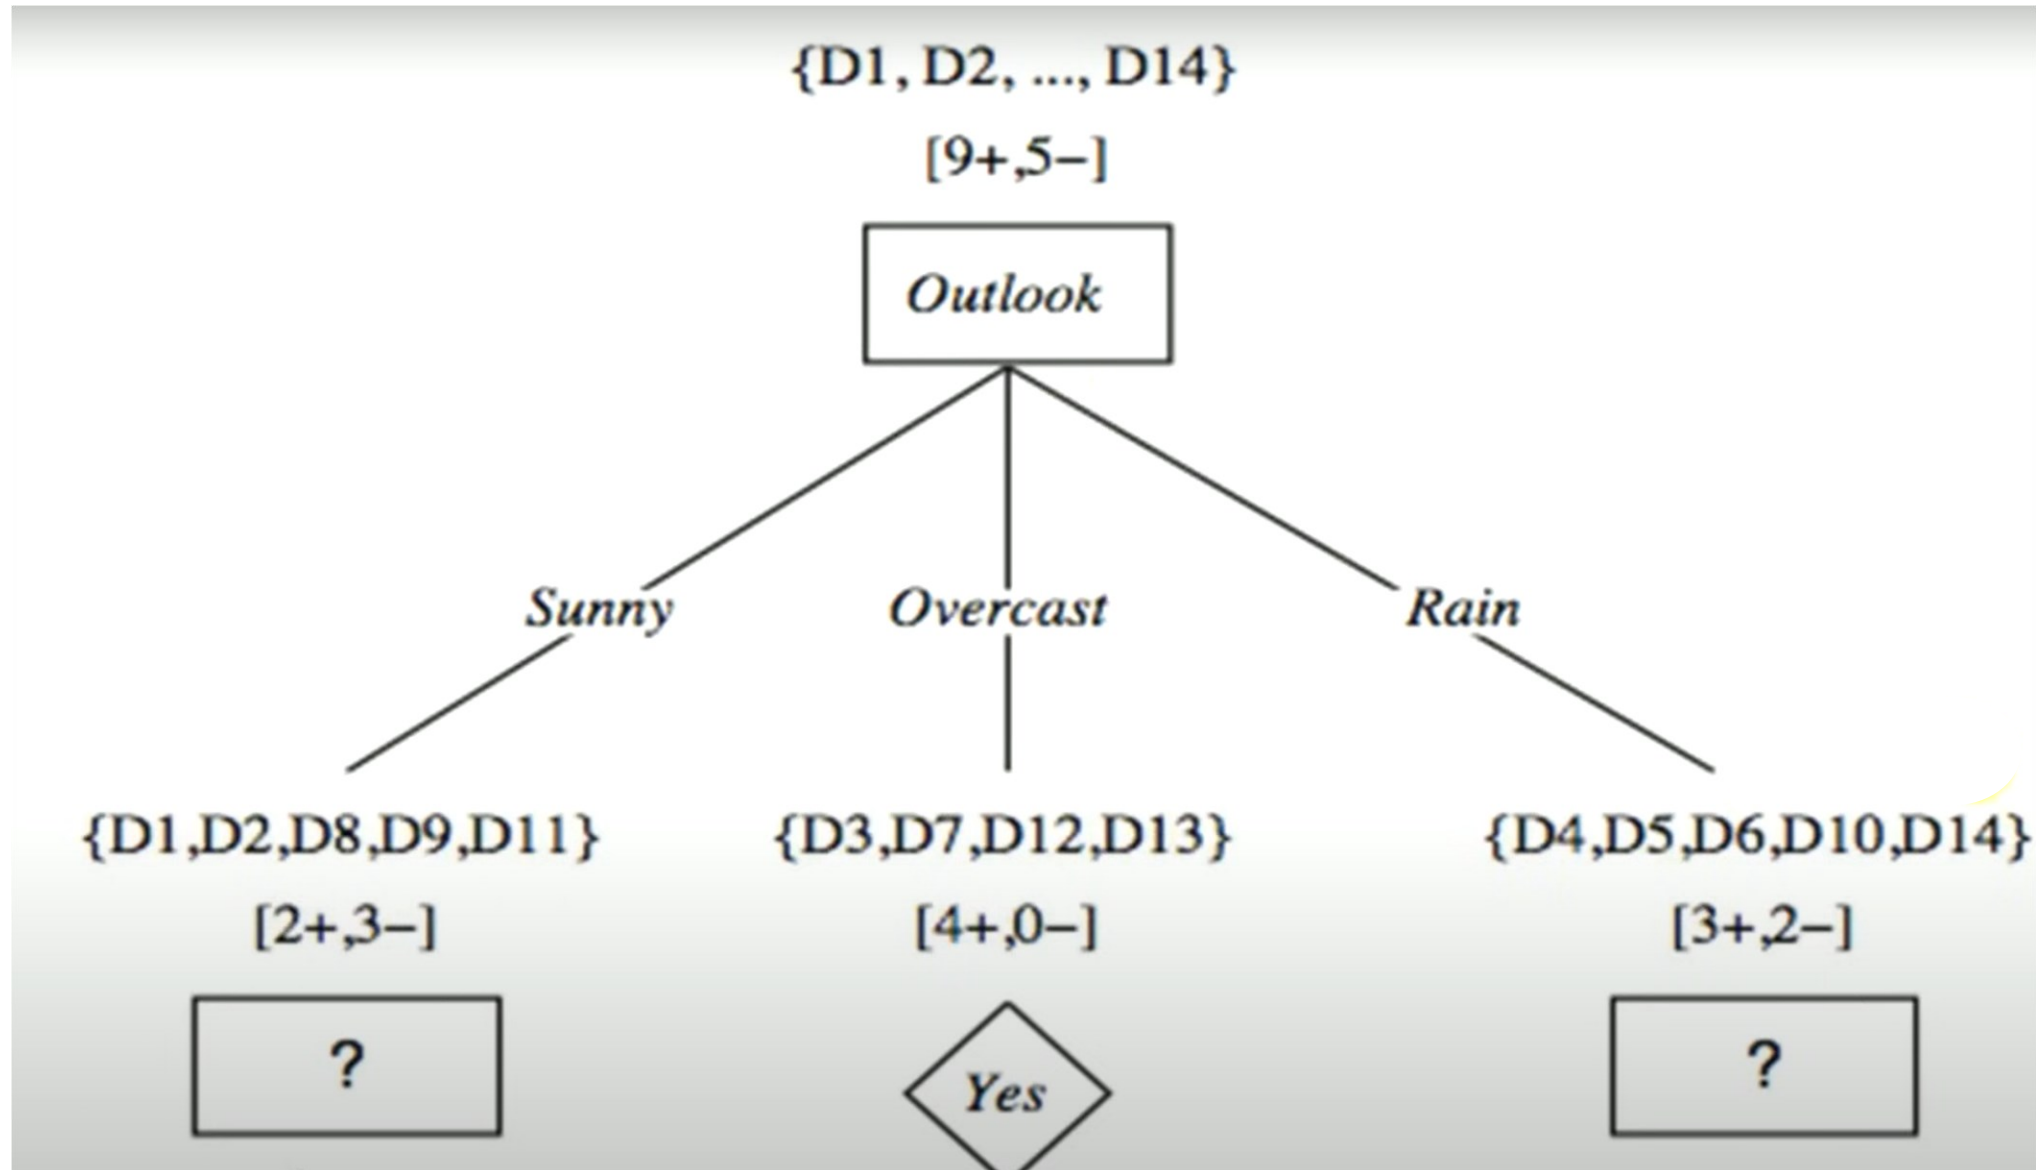 {D1, D2, ..., D14}
[9+,5−]
Outlook
Sunny Overcast Rain
{D1,D2,D8,D9,D11} {D3,D7,D12,D13} {D4,D5,D6,D10,D14}
[2+,3−] [4+,0−] [3+,2−]
? Yes ?